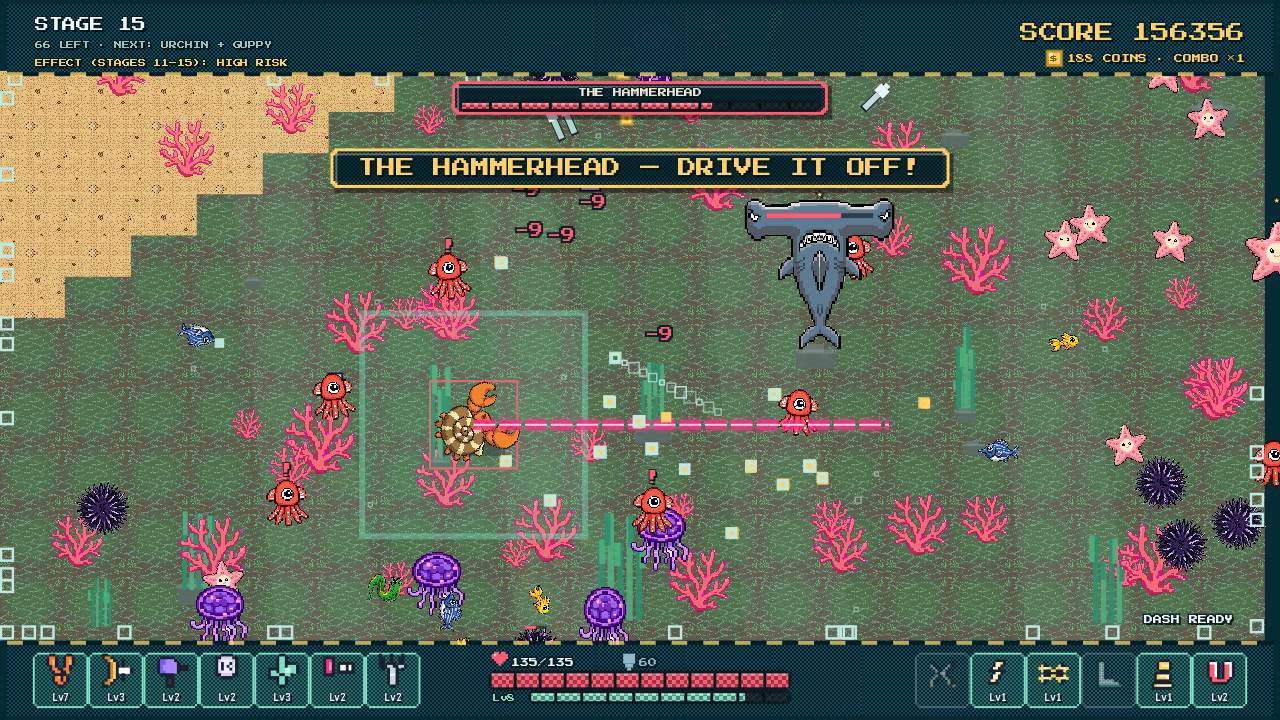 STAGE 15
66 LEFT · NEXT: URCHIN + GUPPY
EFFECT (STAGES 11-15): HIGH RISK
SCORE 156356
188 COINS · COMBO ×1
THE HAMMERHEAD
THE HAMMERHEAD — DRIVE IT OFF!
-9
-9
-9
-9
-9
!
!
!
DASH READY
135/135
60
Lv8
Lv7
Lv3
Lv2
Lv2
Lv3
Lv2
Lv2
Lv1
Lv1
Lv1
Lv2